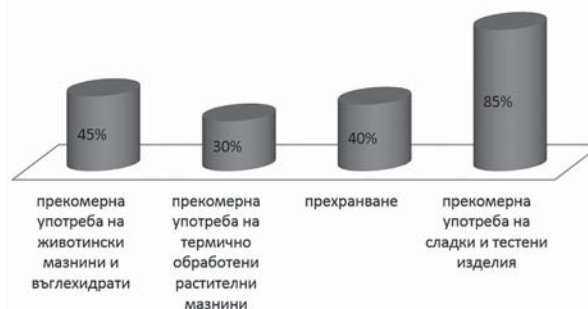 45%
30%
40%
85%
прекомерна
употреба на
животински
мазнини и
въглехидрати
прекомерна
употреба на
термично
обработени
растителни
мазнини
прехранване
прекомерна
употреба на
сладки и тестени
изделия